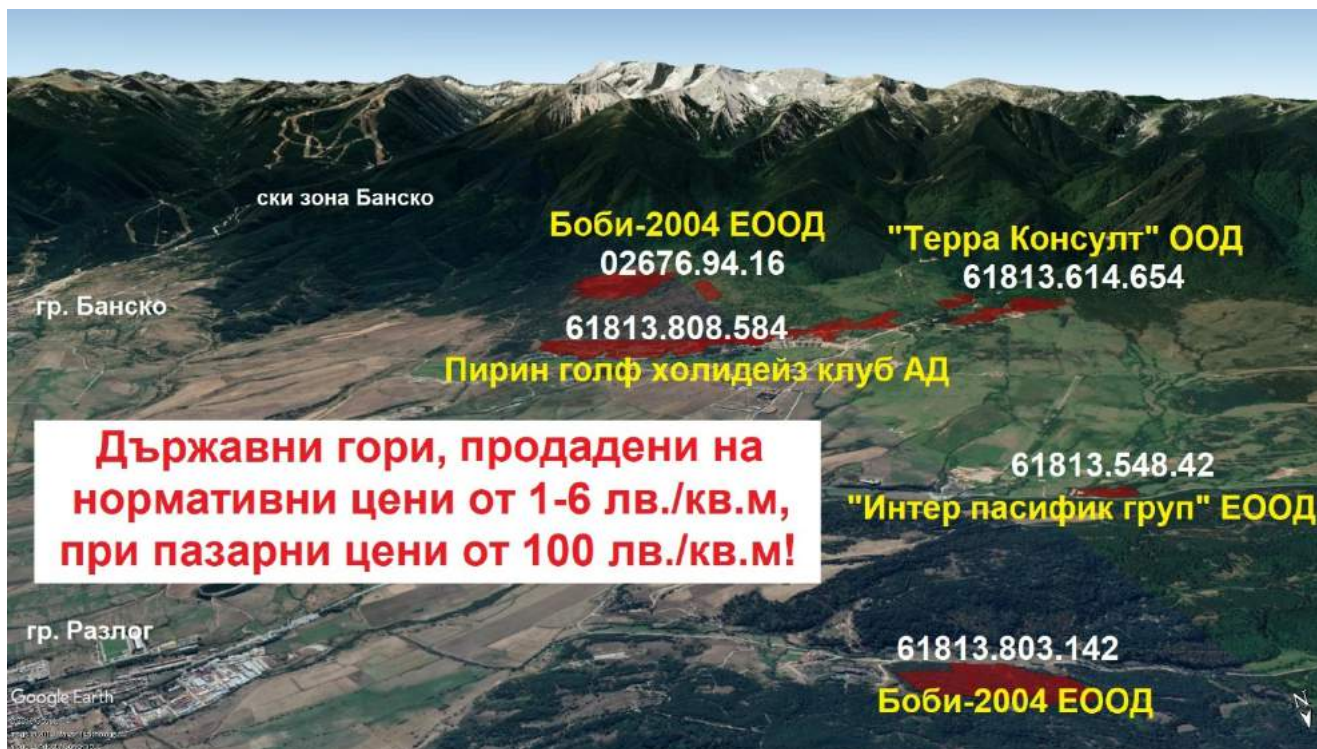 ски зона Банско
Боби-2004 ЕООД
02676.94.16
"Терра Консулт" ООД
61813.614.654
гр. Банско
61813.808.584
Пирин голф холидейз клуб АД
Държавни гори, продадени на
нормативни цени от 1-6 лв./кв.м,
при пазарни цени от 100 лв./кв.м!
61813.548.42
"Интер пасифик груп" ЕООД
гр. Разлог
61813.803.142
Боби-2004 ЕООД
Google Earth
N